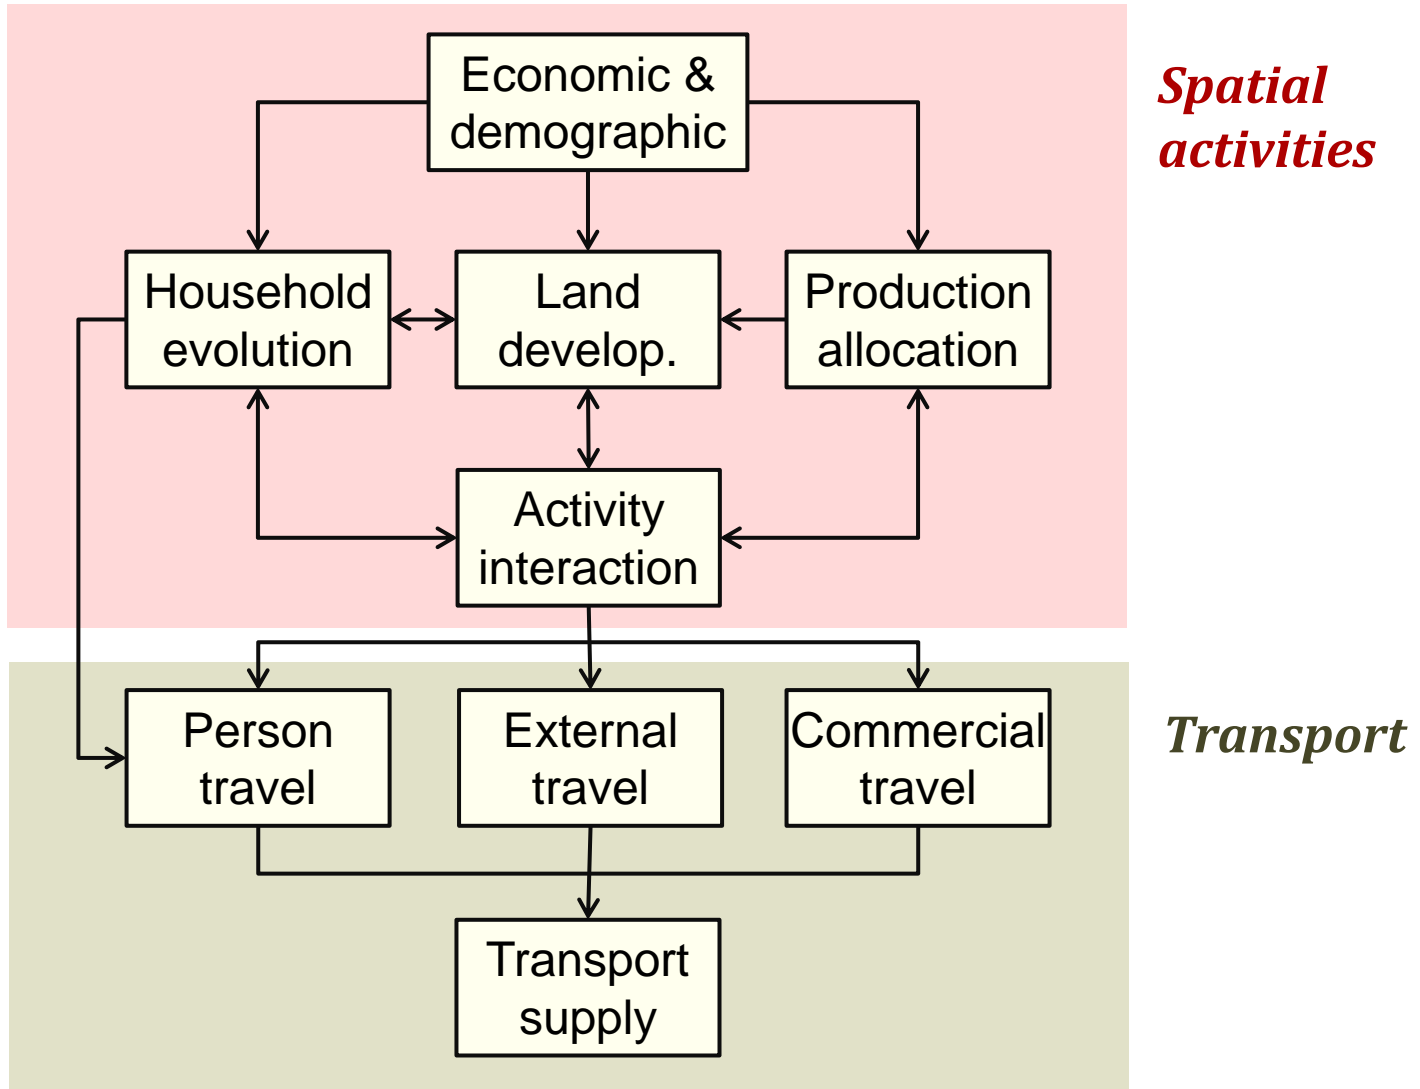 Economic &
demographic
Spatial
activities
Household
evolution
Land
develop.
Production
allocation
Activity
interaction
Person
travel
External
travel
Commercial
travel
Transport
Transport
supply